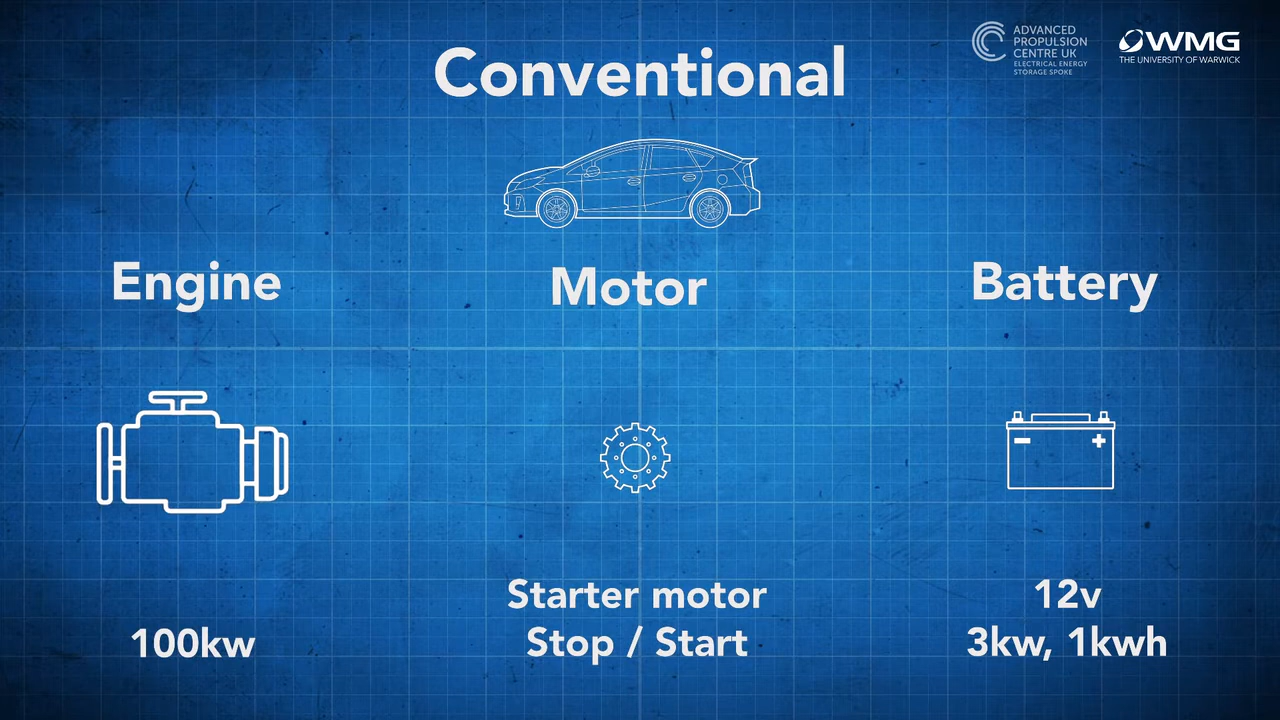 Conventional
ADVANCED
PROPULSION
CENTRE UK
ELECTRICAL ENERGY
STORAGE SPOKE
WMG
THE UNIVERSITY OF WARWICK
Engine
Motor
Battery
100kw
Starter motor
Stop / Start
12v
3kw, 1kwh